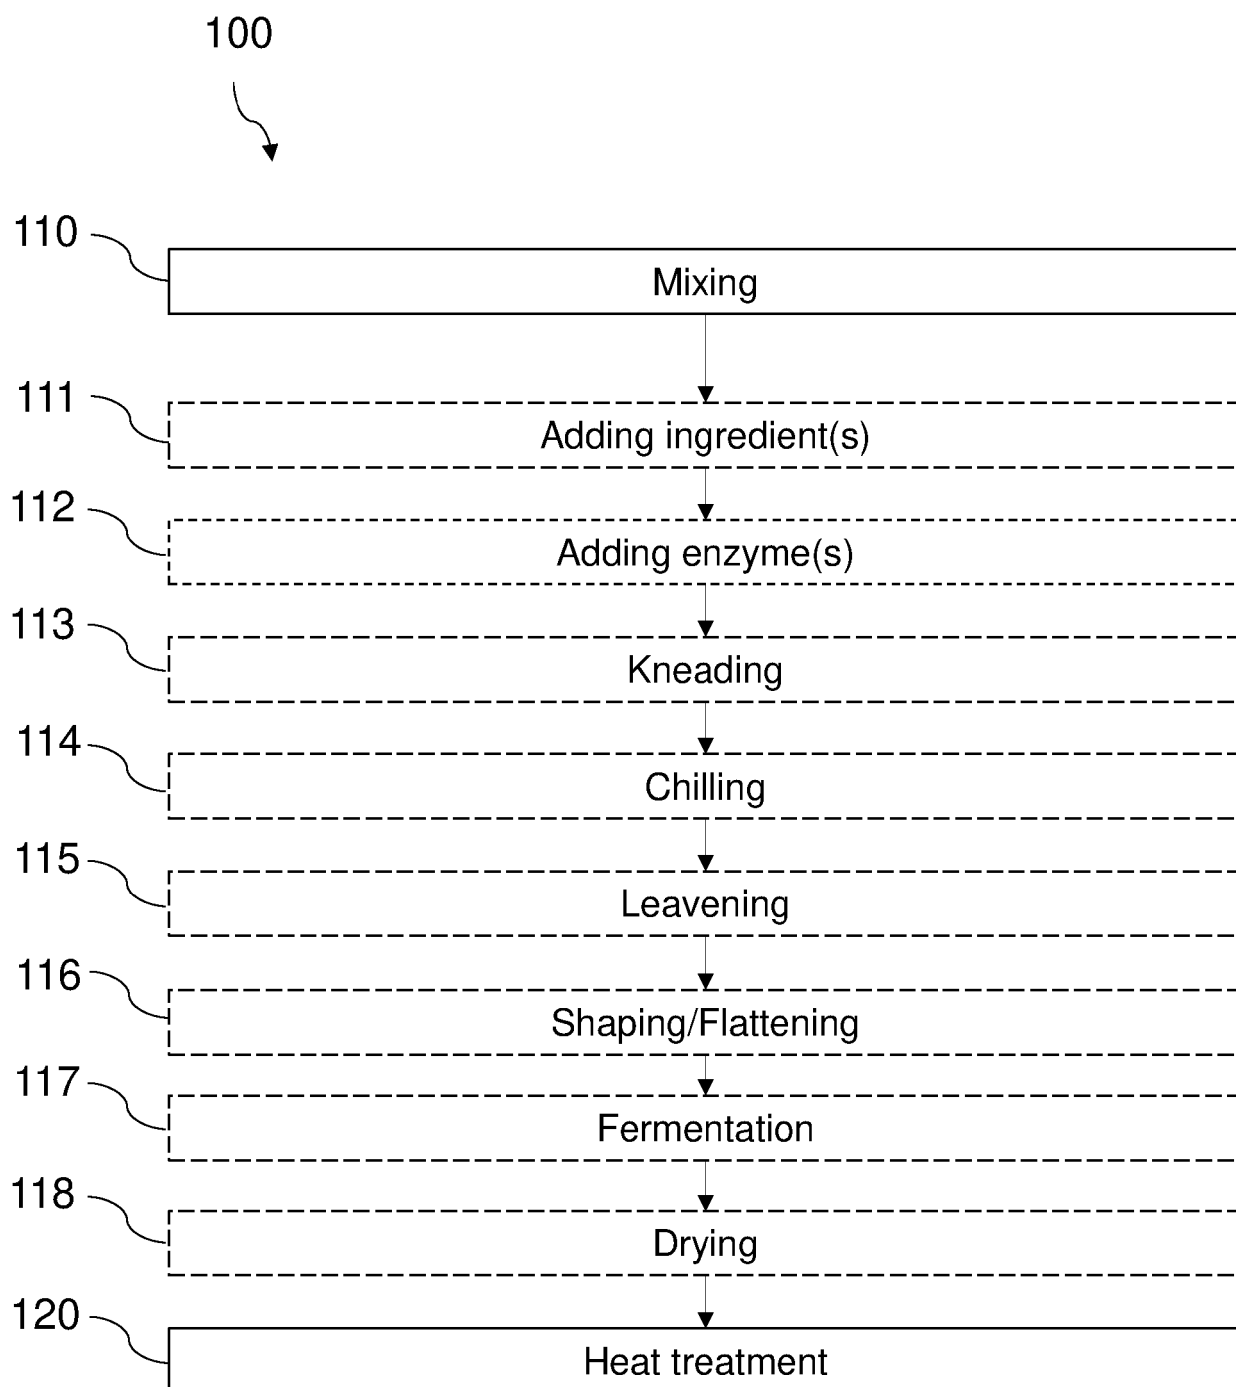 100
110
Mixing
111
Adding ingredient(s)
112
Adding enzyme(s)
113
Kneading
114
Chilling
115
Leavening
116
Shaping/Flattening
117
Fermentation
118
Drying
120
Heat treatment